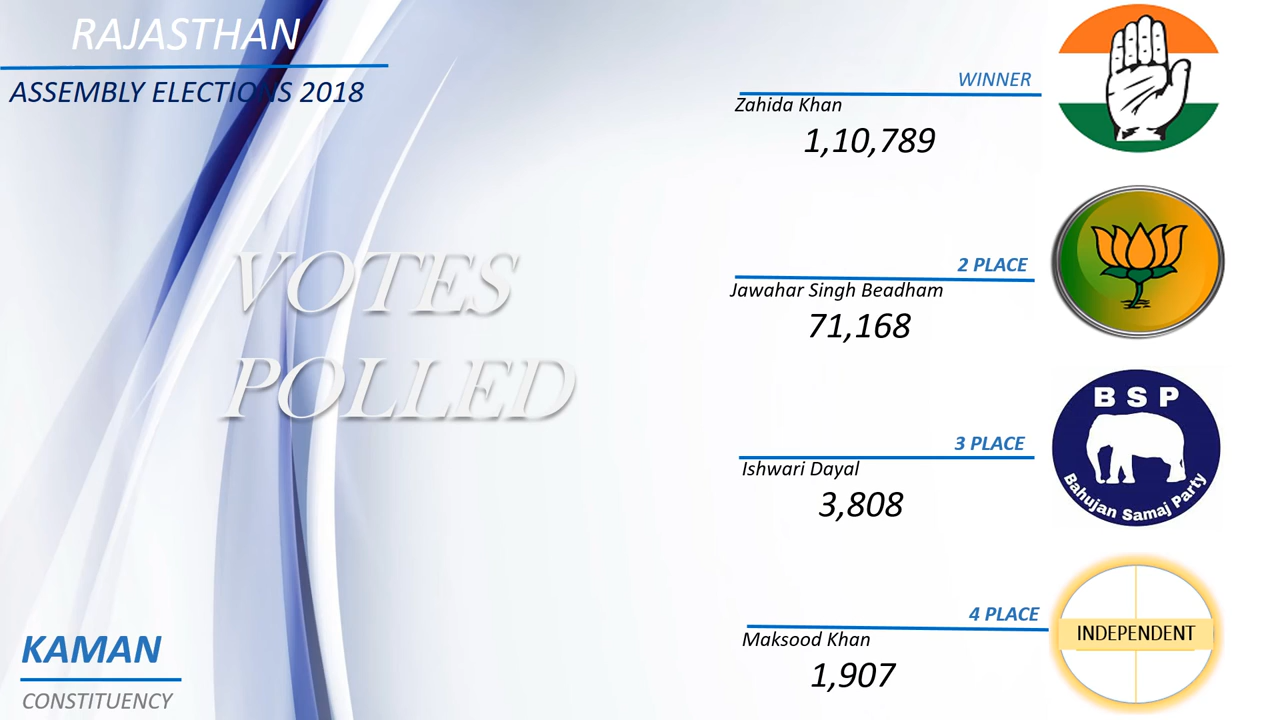 RAJASTHAN
ASSEMBLY ELECTIONS 2018
VOTES
POLLED
KAMAN
CONSTITUENCY
WINNER
Zahida Khan
1,10,789
2 PLACE
Jawahar Singh Beadham
71,168
BSP
Bahujan Samaj Party
3 PLACE
Ishwari Dayal
3,808
4 PLACE
Maksood Khan
1,907
INDEPENDENT